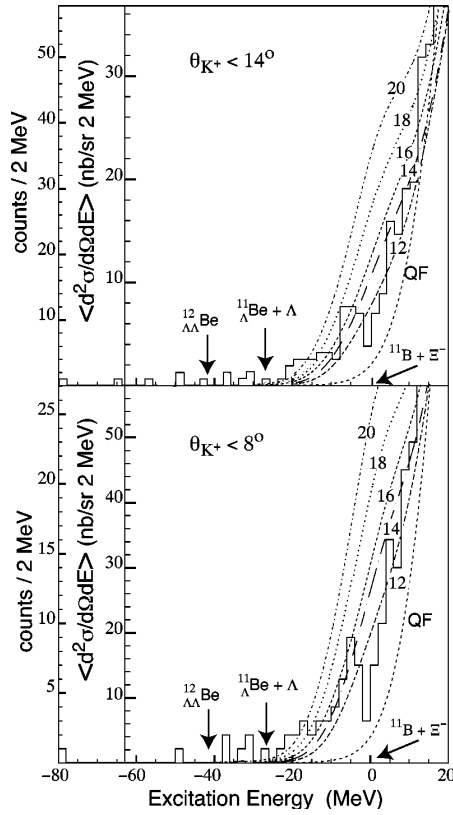 counts / 2 MeV
<d²σ/dΩdE> (nb/sr 2 MeV)
50
40
30
20
10
30
20
10
θK⁺ < 14°
20
18
16
14
12
QF
¹²ΛΛBe
¹¹ΛBe + Λ
¹¹B + Ξ⁻
counts / 2 MeV
<d²σ/dΩdE> (nb/sr 2 MeV)
25
20
15
10
5
50
40
30
20
10
θK⁺ < 8°
20
18
16
14
12
QF
¹²ΛΛBe
¹¹ΛBe + Λ
¹¹B + Ξ⁻
−80 −60 −40 −20 0 20
Excitation Energy (MeV)